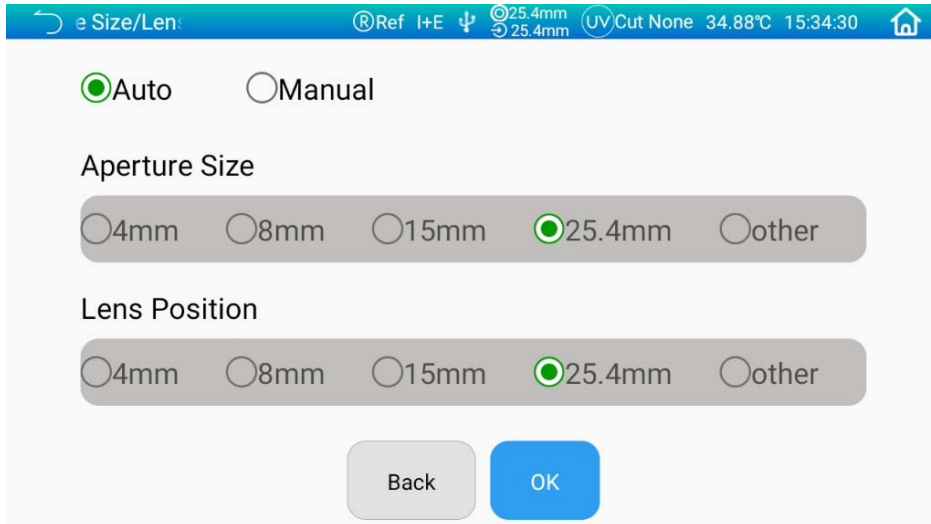 e Size/Lens
®Ref I+E 25.4mm UV Cut None 34.88℃ 15:34:30
25.4mm
Auto Manual
Aperture Size
4mm 8mm 15mm 25.4mm other
Lens Position
4mm 8mm 15mm 25.4mm other
Back OK